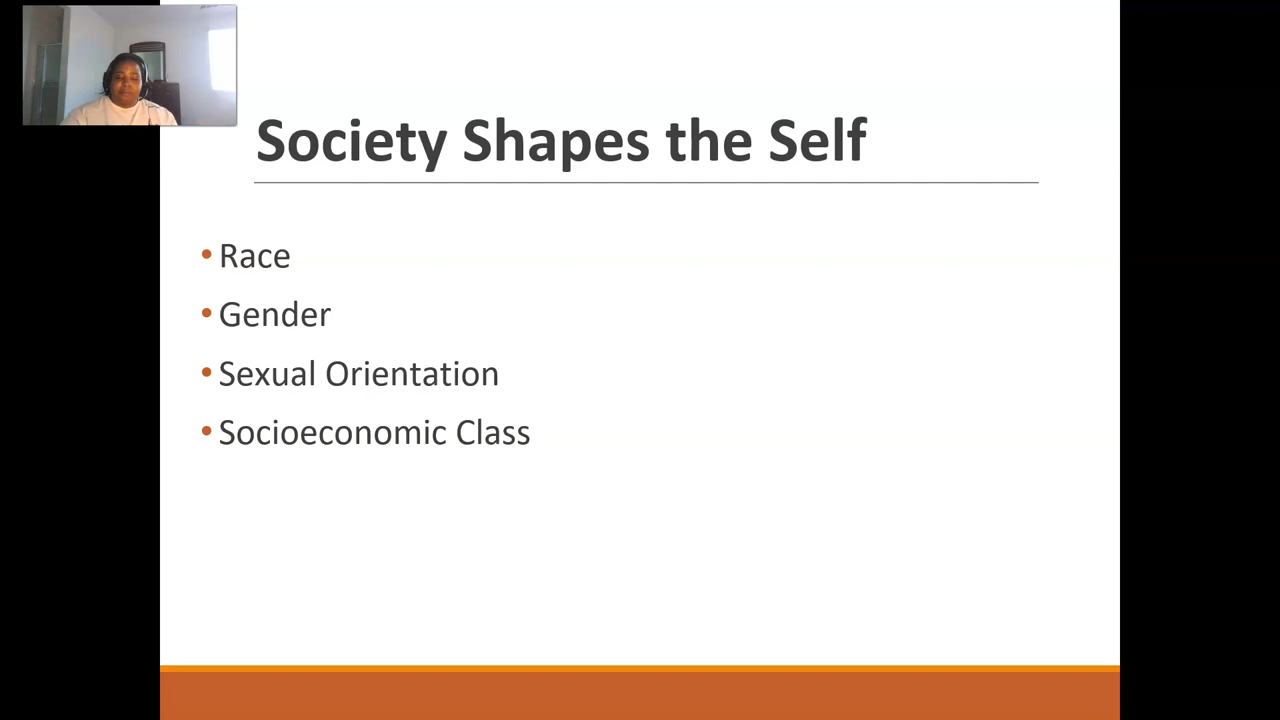 Society Shapes the Self
• Race
• Gender
• Sexual Orientation
• Socioeconomic Class